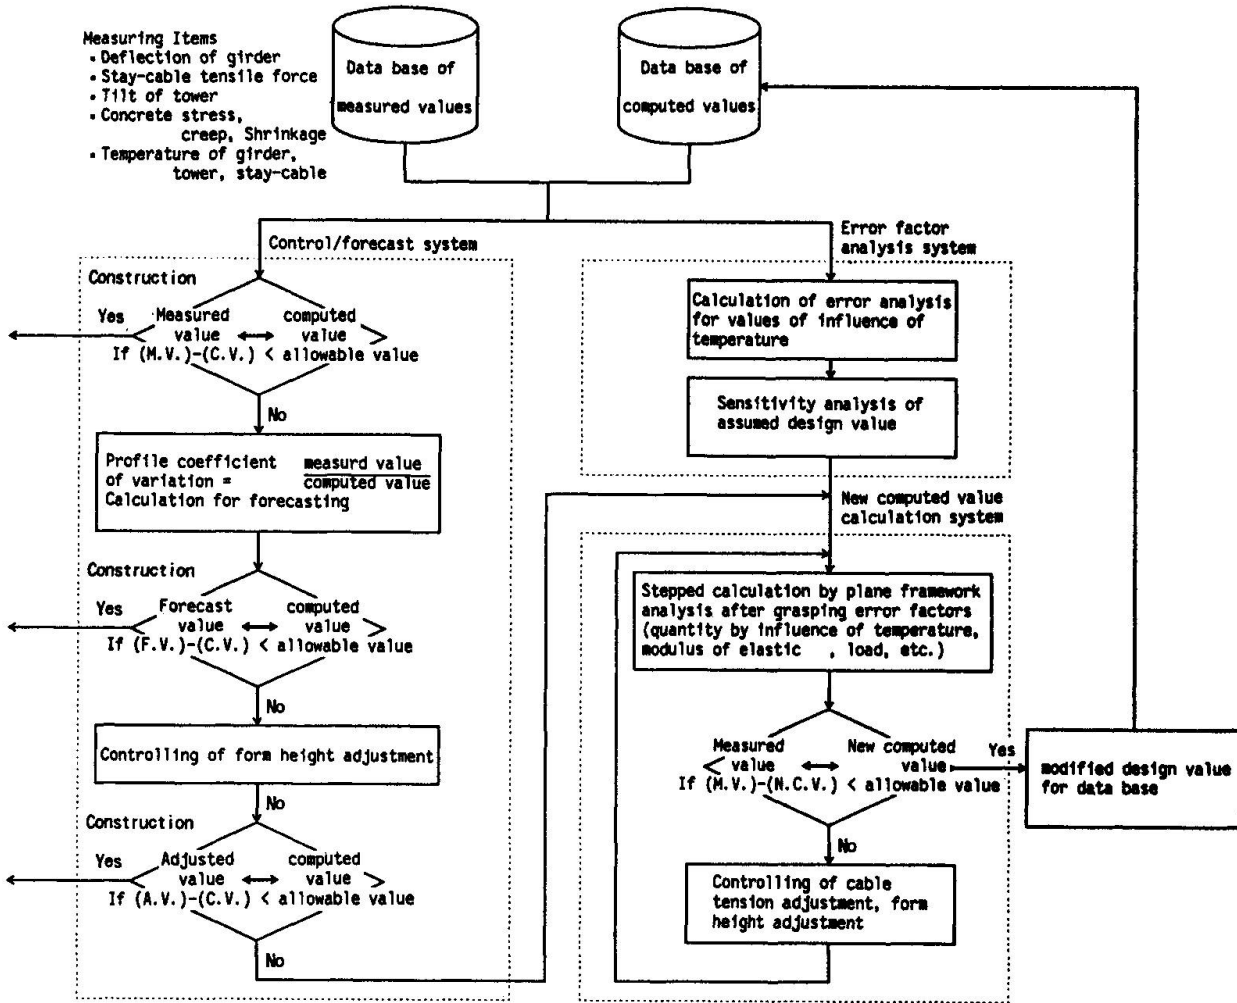 Measuring Items
• Deflection of girder
• Stay-cable tensile force
• Tilt of tower
• Concrete stress,
creep, Shrinkage
• Temperature of girder,
tower, stay-cable
Data base of
measured values
Data base of
computed values
Control/forecast system
Construction
Yes
Measured computed
value ↔ value
If (M.V.)-(C.V.) < allowable value
No
Profile coefficient measurd value
of variation = computed value
Calculation for forecasting
Construction
Yes
Forecast computed
value ↔ value
If (F.V.)-(C.V.) < allowable value
No
Controlling of form height adjustment
No
Construction
Yes
Adjusted computed
value ↔ value
If (A.V.)-(C.V.) < allowable value
No
Error factor
analysis system
Calculation of error analysis
for values of influence of
temperature
Sensitivity analysis of
assumed design value
New computed value
calculation system
Stepped calculation by plane framework
analysis after grasping error factors
(quantity by influence of temperature,
modulus of elastic , load, etc.)
Measured New computed
value ↔ value
If (M.V.)-(N.C.V.) < allowable value
Yes
No
Controlling of cable
tension adjustment, form
height adjustment
modified design value
for data base